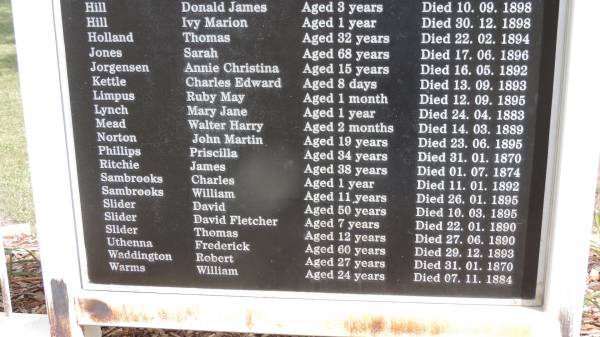 Hill Donald James Aged 3 years Died 10. 09. 1898
Hill Ivy Marion Aged 1 year Died 30. 12. 1898
Holland Thomas Aged 32 years Died 22. 02. 1894
Jones Sarah Aged 68 years Died 17. 06. 1896
Jorgensen Annie Christina Aged 15 years Died 16. 05. 1892
Kettle Charles Edward Aged 8 days Died 13. 09. 1893
Limpus Ruby May Aged 1 month Died 12. 09. 1895
Lynch Mary Jane Aged 1 year Died 24. 04. 1883
Mead Walter Harry Aged 2 months Died 14. 03. 1889
Norton John Martin Aged 19 years Died 23. 06. 1895
Phillips Priscilla Aged 34 years Died 31. 01. 1870
Ritchie James Aged 38 years Died 01. 07. 1874
Sambrooks Charles Aged 1 year Died 11. 01. 1892
Sambrooks William Aged 11 years Died 26. 01. 1895
Slider David Aged 50 years Died 10. 03. 1895
Slider David Fletcher Aged 7 years Died 22. 01. 1890
Slider Thomas Aged 12 years Died 27. 06. 1890
Uthenna Frederick Aged 60 years Died 29. 12. 1893
Waddington Robert Aged 27 years Died 31. 01. 1870
Warms William Aged 24 years Died 07. 11. 1884